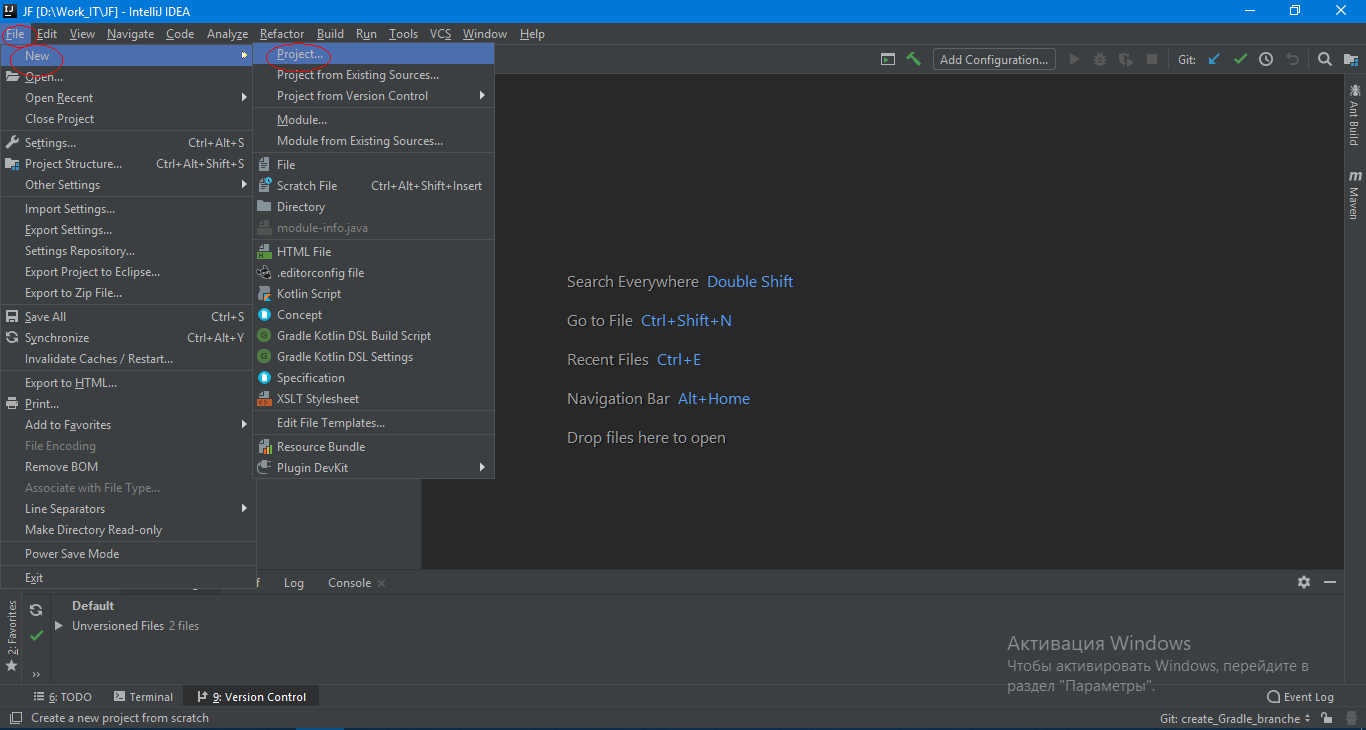 JF [D:\Work_IT\JF] - IntelliJ IDEA
File Edit View Navigate Code Analyze Refactor Build Run Tools VCS Window Help
New
Open...
Open Recent
Close Project
Settings... Ctrl+Alt+S
Project Structure... Ctrl+Alt+Shift+S
Other Settings
Import Settings...
Export Settings...
Settings Repository...
Export Project to Eclipse...
Export to Zip File...
Save All Ctrl+S
Synchronize Ctrl+Alt+Y
Invalidate Caches / Restart...
Export to HTML...
Print...
Add to Favorites
File Encoding
Remove BOM
Associate with File Type...
Line Separators
Make Directory Read-only
Power Save Mode
Exit
Project...
Project from Existing Sources...
Project from Version Control
Module...
Module from Existing Sources...
File
Scratch File Ctrl+Alt+Shift+Insert
Directory
module-info.java
HTML File
.editorconfig file
Kotlin Script
Concept
Gradle Kotlin DSL Build Script
Gradle Kotlin DSL Settings
Specification
XSLT Stylesheet
Edit File Templates...
Resource Bundle
Plugin DevKit
Add Configuration...
Git:
Ant Build
m
Maven
Search Everywhere Double Shift
Go to File Ctrl+Shift+N
Recent Files Ctrl+E
Navigation Bar Alt+Home
Drop files here to open
Log Console
2: Favorites
Default
Unversioned Files 2 files
Активация Windows
Чтобы активировать Windows, перейдите в
раздел "Параметры".
6: TODO Terminal 9: Version Control Event Log
Create a new project from scratch Git: create_Gradle_branche